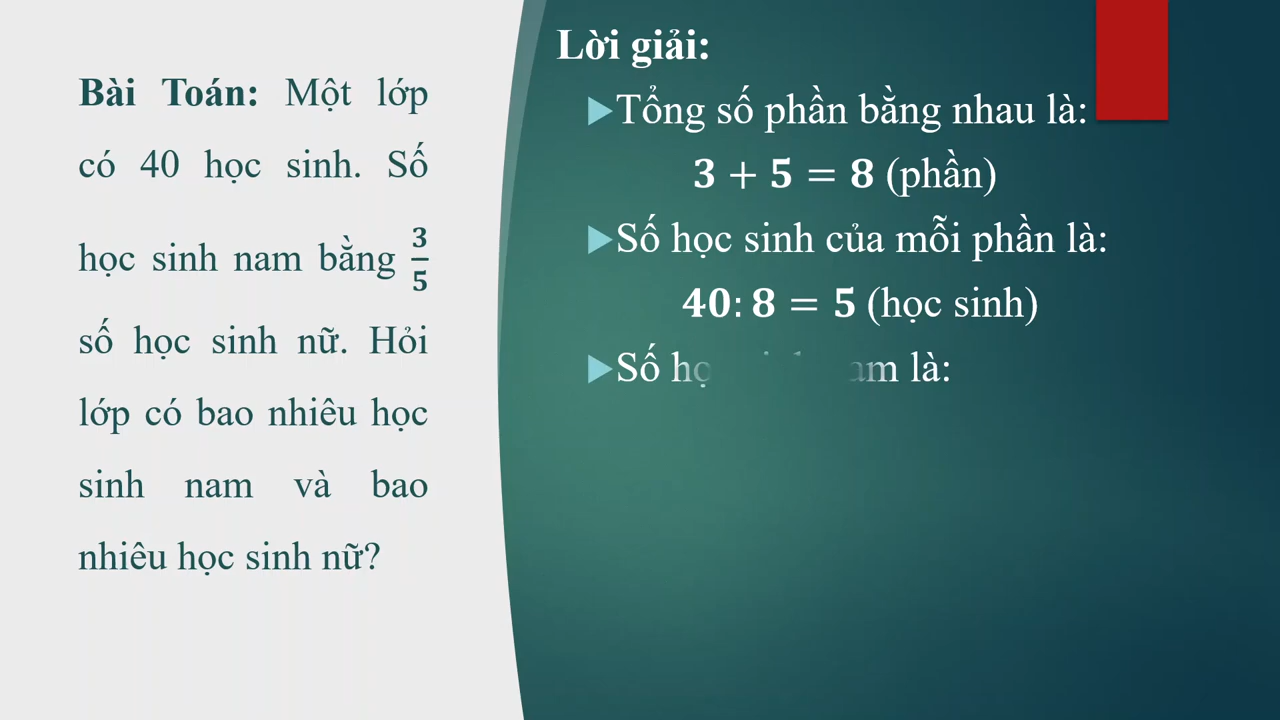 Bài Toán: Một lớp
có 40 học sinh. Số
học sinh nam bằng 3/5
số học sinh nữ. Hỏi
lớp có bao nhiêu học
sinh nam và bao
nhiêu học sinh nữ?
Lời giải:
Tổng số phần bằng nhau là:
3 + 5 = 8 (phần)
Số học sinh của mỗi phần là:
40: 8 = 5 (học sinh)
Số là: